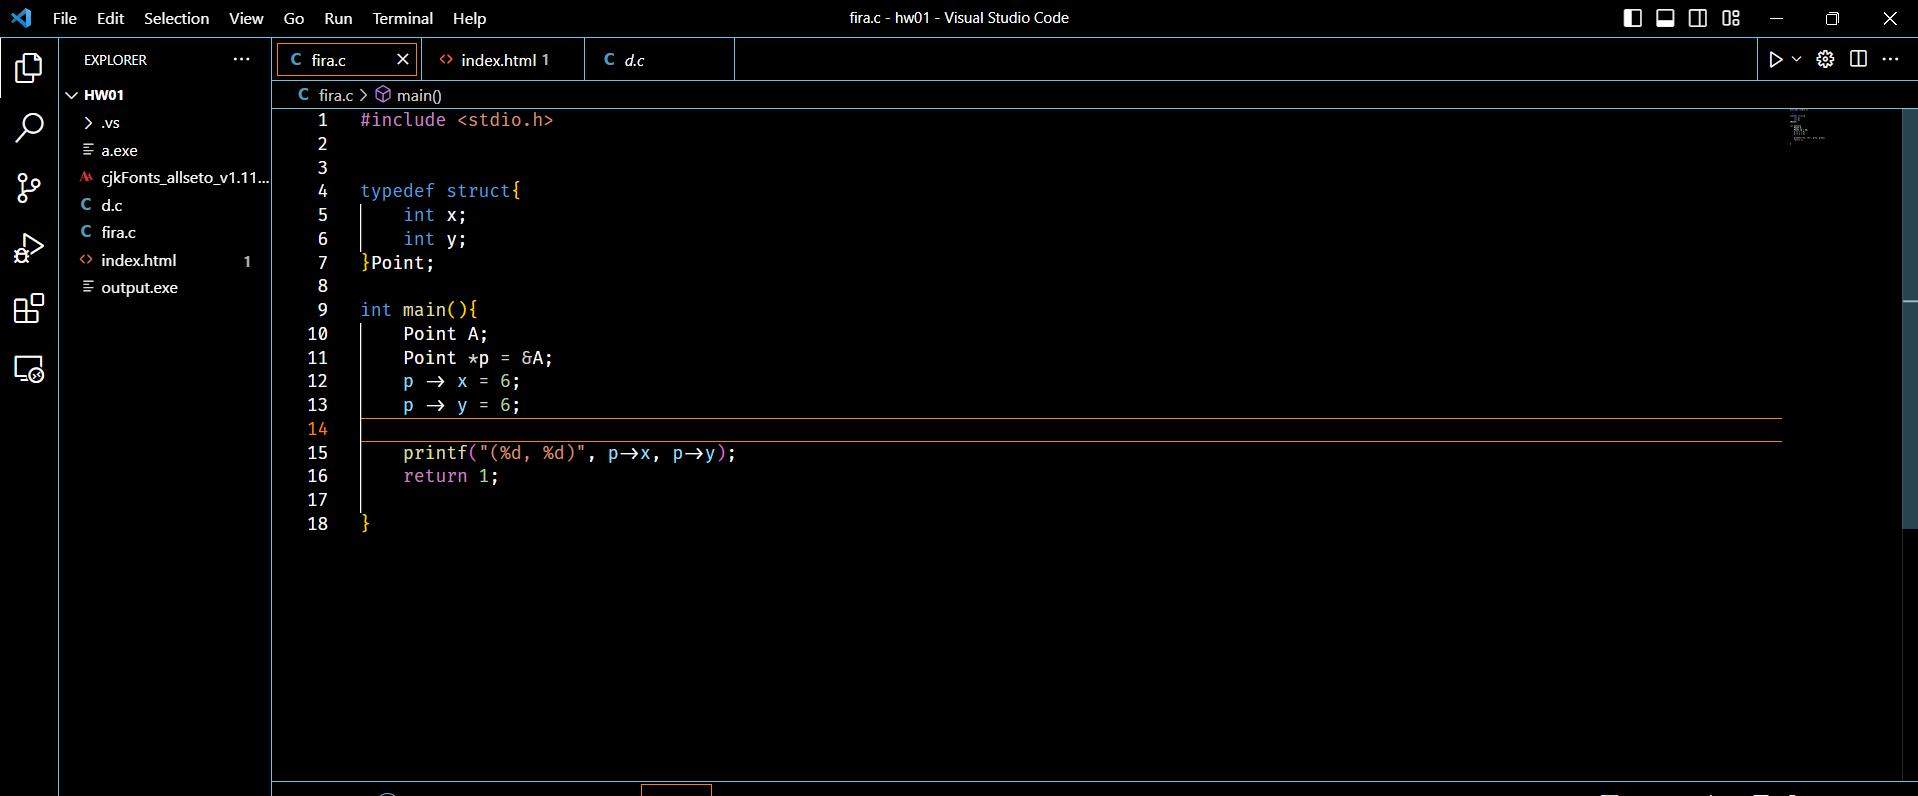 File Edit Selection View Go Run Terminal Help
fira.c - hw01 - Visual Studio Code
EXPLORER
HW01
.vs
a.exe
cjkFonts_allseto_v1.11...
d.c
fira.c
index.html 1
output.exe
C fira.c
<> index.html 1
C d.c
C fira.c > main()
1 #include <stdio.h>
2
3
4 typedef struct{
5 int x;
6 int y;
7 }Point;
8
9 int main(){
10 Point A;
11 Point *p = &A;
12 p -> x = 6;
13 p -> y = 6;
14
15 printf("(%d, %d)", p->x, p->y);
16 return 1;
17
18 }